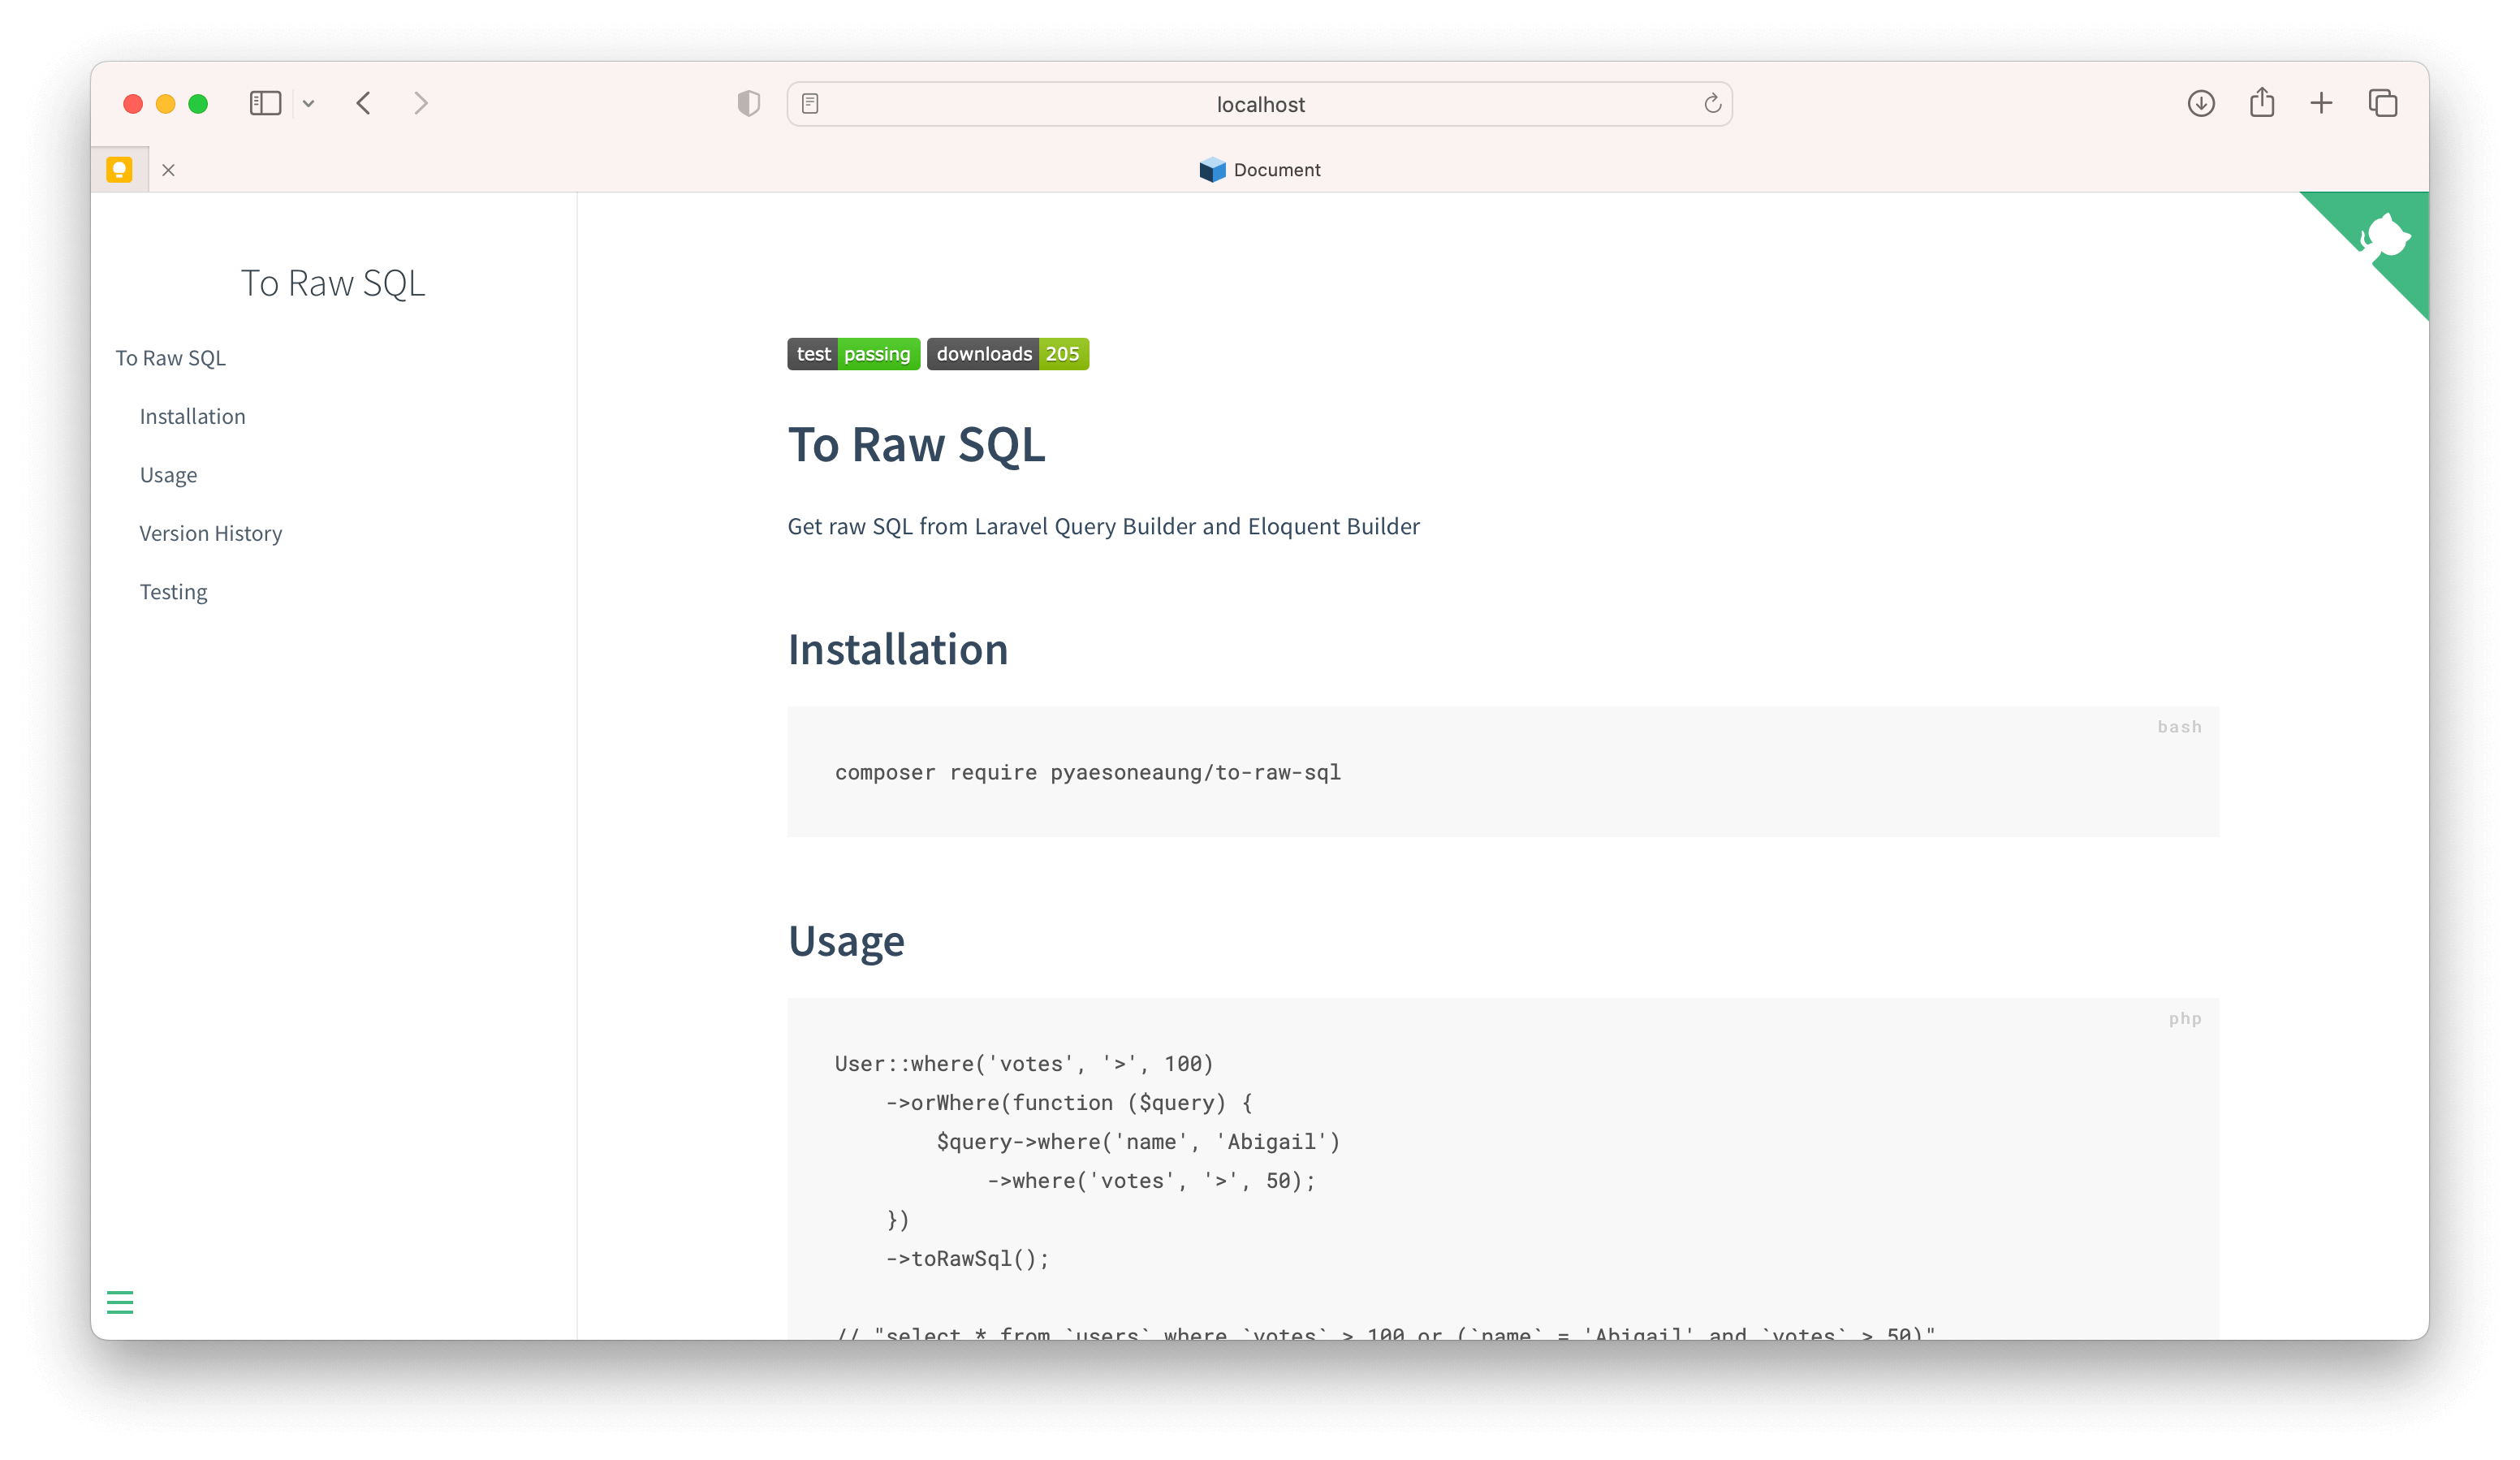 localhost
Document
To Raw SQL
To Raw SQL
Installation
Usage
Version History
Testing
test passing downloads 205
To Raw SQL
Get raw SQL from Laravel Query Builder and Eloquent Builder
Installation
bash
composer require pyaesoneaung/to-raw-sql
Usage
php
User::where('votes', '>', 100)
    ->orWhere(function ($query) {
        $query->where('name', 'Abigail')
            ->where('votes', '>', 50);
    })
    ->toRawSql();
// "select * from `users` where `votes` > 100 or (`name` = 'Abigail' and `votes` > 50)"